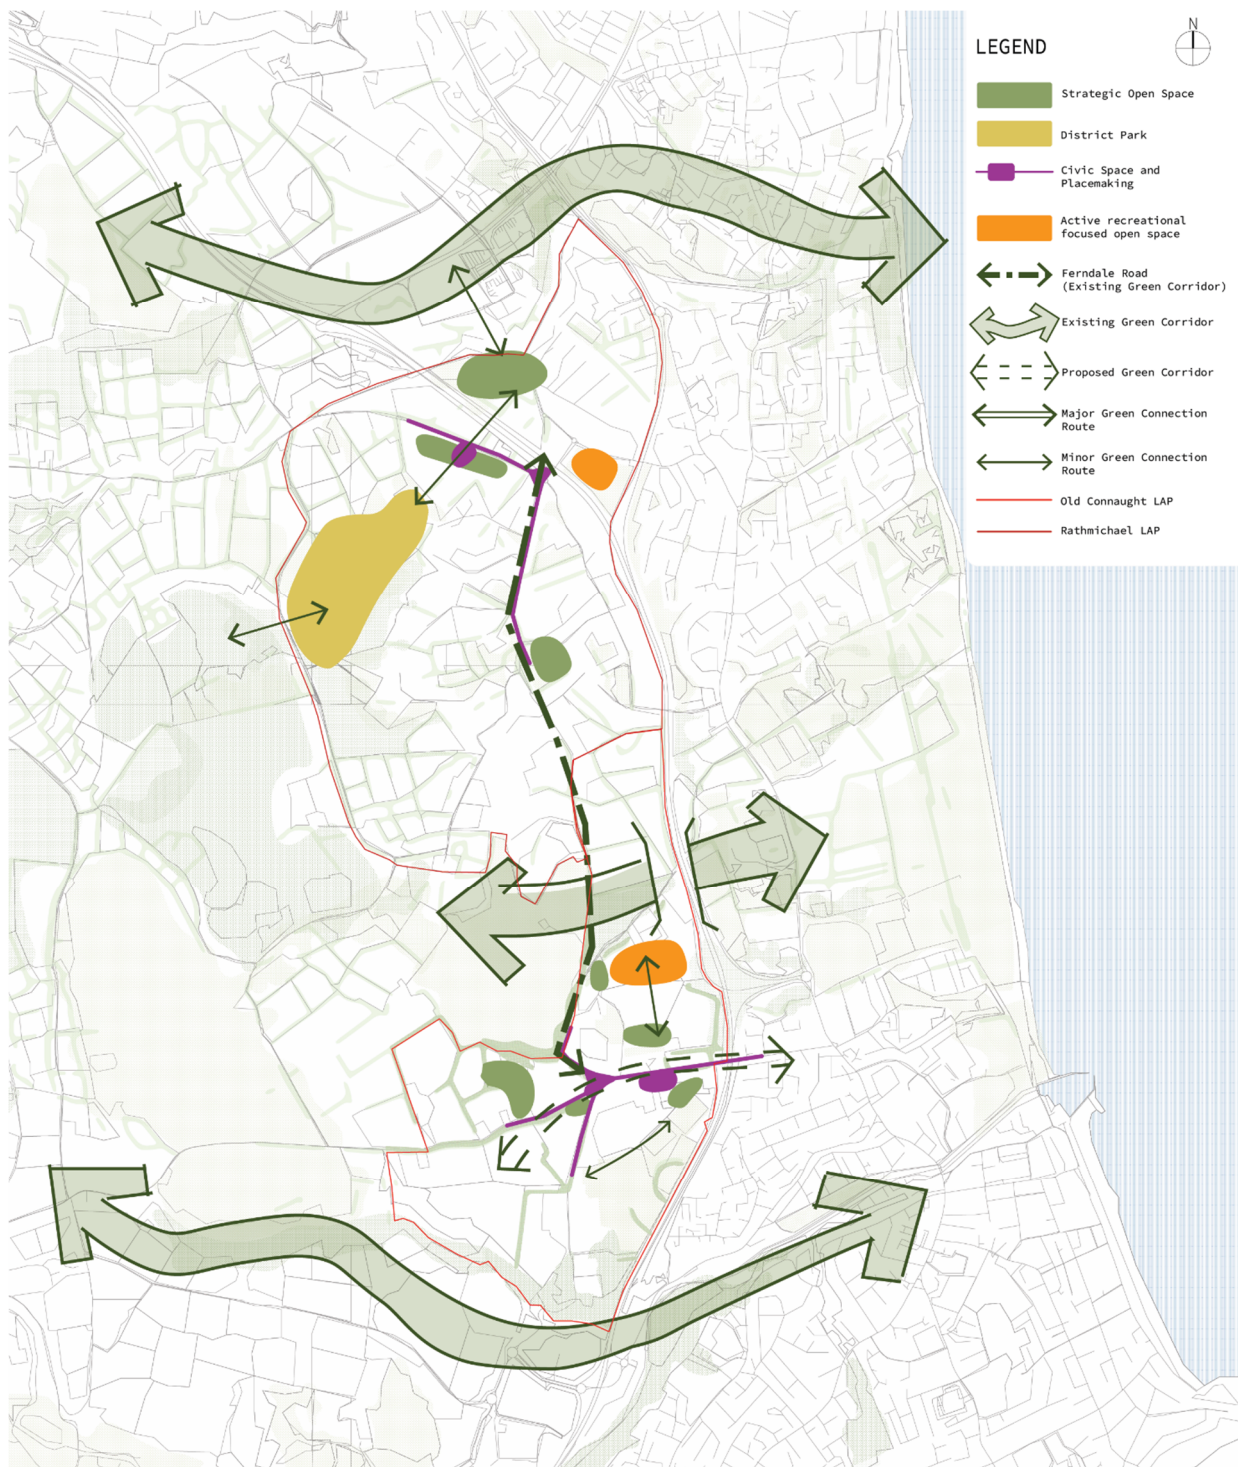 N
LEGEND
Strategic Open Space
District Park
Civic Space and
Placemaking
Active recreational
focused open space
Ferndale Road
(Existing Green Corridor)
Existing Green Corridor
Proposed Green Corridor
Major Green Connection
Route
Minor Green Connection
Route
Old Connaught LAP
Rathmichael LAP